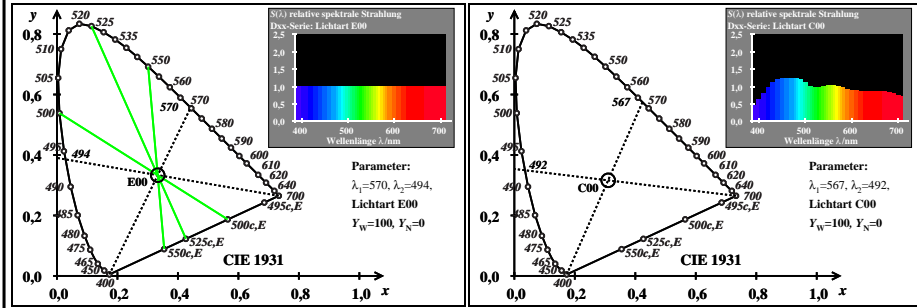 y
0,8
0,6
0,4
0,2
0,0
0,0 0,2 0,4 0,6 0,8 1,0 x
520 525
510 535
505 550
560
570 570
500 580
590
495 494 600
610
620
490 640
700
485
480
475
465
450
400
E00
495c,E
500c,E
525c,E
550c,E
CIE 1931
S(λ) relative spektrale Strahlung
Dxx-Serie: Lichtart E00
2,5
2,0
1,5
1,0
0,5
0,0
400 500 600 700
Wellenlänge λ/nm
Parameter:
λ1=570, λ2=494,
Lichtart E00
YW=100, YN=0
y
0,8
0,6
0,4
0,2
0,0
0,0 0,2 0,4 0,6 0,8 1,0 x
520 525
510 535
505 550
560
567 570
500 580
590
495 492 600
610
620
490 640
700
485
480
475
465
450
400
C00
495c,E
500c,E
525c,E
550c,E
CIE 1931
S(λ) relative spektrale Strahlung
Dxx-Serie: Lichtart C00
2,5
2,0
1,5
1,0
0,5
0,0
400 500 600 700
Wellenlänge λ/nm
Parameter:
λ1=567, λ2=492,
Lichtart C00
YW=100, YN=0